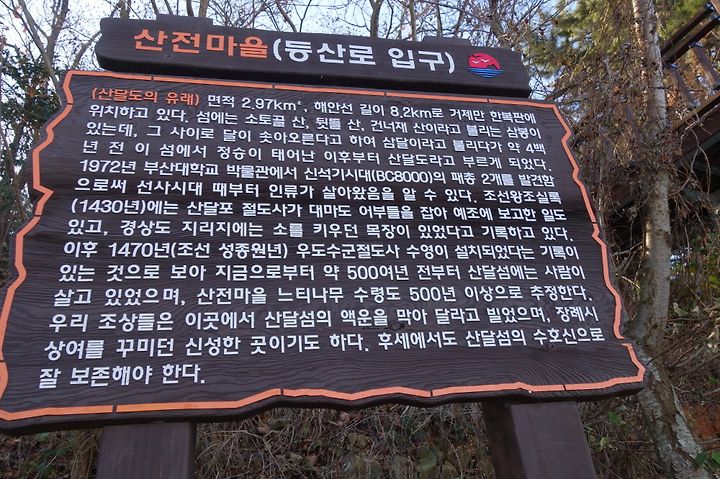 산전마을(등산로 입구)
(산달도의 유래) 면적 2.97km², 해안선 길이 8.2km로 거제만 한복판에
위치하고 있다. 섬에는 소토골 산, 뒷들 산, 건너재 산이라고 불리는 삼봉이
있는데, 그 사이로 달이 솟아오른다고 하여 삼달이라고 불리다가 약 4백
년 전 이 섬에서 정승이 태어난 이후부터 산달도라고 부르게 되었다.
1972년 부산대학교 박물관에서 신석기시대(BC8000)의 패총 2개를 발견함
으로써 선사시대 때부터 인류가 살아왔음을 알 수 있다. 조선왕조실록
(1430년)에는 산달포 절도사가 대마도 어부들을 잡아 예조에 보고한 일도
있고, 경상도 지리지에는 소를 키우던 목장이 있었다고 기록하고 있다.
이후 1470년(조선 성종원년) 우도수군절도사 수영이 설치되었다는 기록이
있는 것으로 보아 지금으로부터 약 500여년 전부터 산달섬에는 사람이
살고 있었으며, 산전마을 느티나무 수령도 500년 이상으로 추정한다.
우리 조상들은 이곳에서 산달섬의 액운을 막아 달라고 빌었으며, 장례시
상여를 꾸미던 신성한 곳이기도 하다. 후세에서도 산달섬의 수호신으로
잘 보존해야 한다.